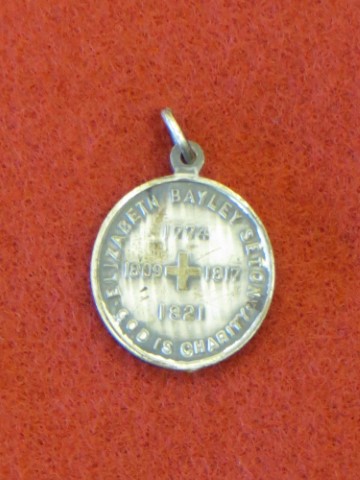 ELIZABETH BAYLEY SETON
1774
1809 1817
1821
GOD IS CHARITY